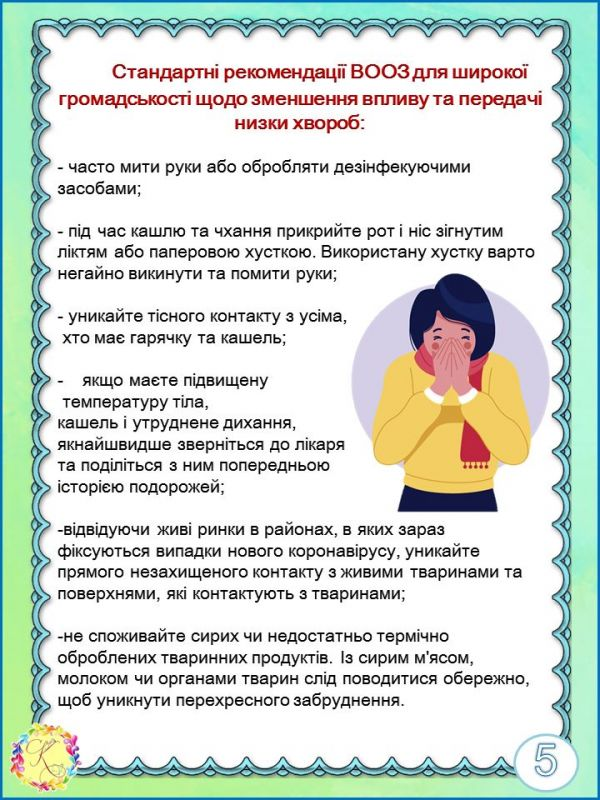 Стандартні рекомендації ВООЗ для широкої
громадськості щодо зменшення впливу та передачі
низки хвороб:
- часто мити руки або обробляти дезінфекуючими
засобами;
- під час кашлю та чхання прикрийте рот і ніс зігнутим
ліктям або паперовою хусткою. Використану хустку варто
негайно викинути та помити руки;
- уникайте тісного контакту з усіма,
хто має гарячку та кашель;
- якщо маєте підвищену
температуру тіла,
кашель і утруднене дихання,
якнайшвидше зверніться до лікаря
та поділіться з ним попередньою
історією подорожей;
-відвідуючи живі ринки в районах, в яких зараз
фіксуються випадки нового коронавірусу, уникайте
прямого незахищеного контакту з живими тваринами та
поверхнями, які контактують з тваринами;
-не споживайте сирих чи недостатньо термічно
оброблених тваринних продуктів. Із сирим м'ясом,
молоком чи органами тварин слід поводитися обережно,
щоб уникнути перехресного забруднення.
5